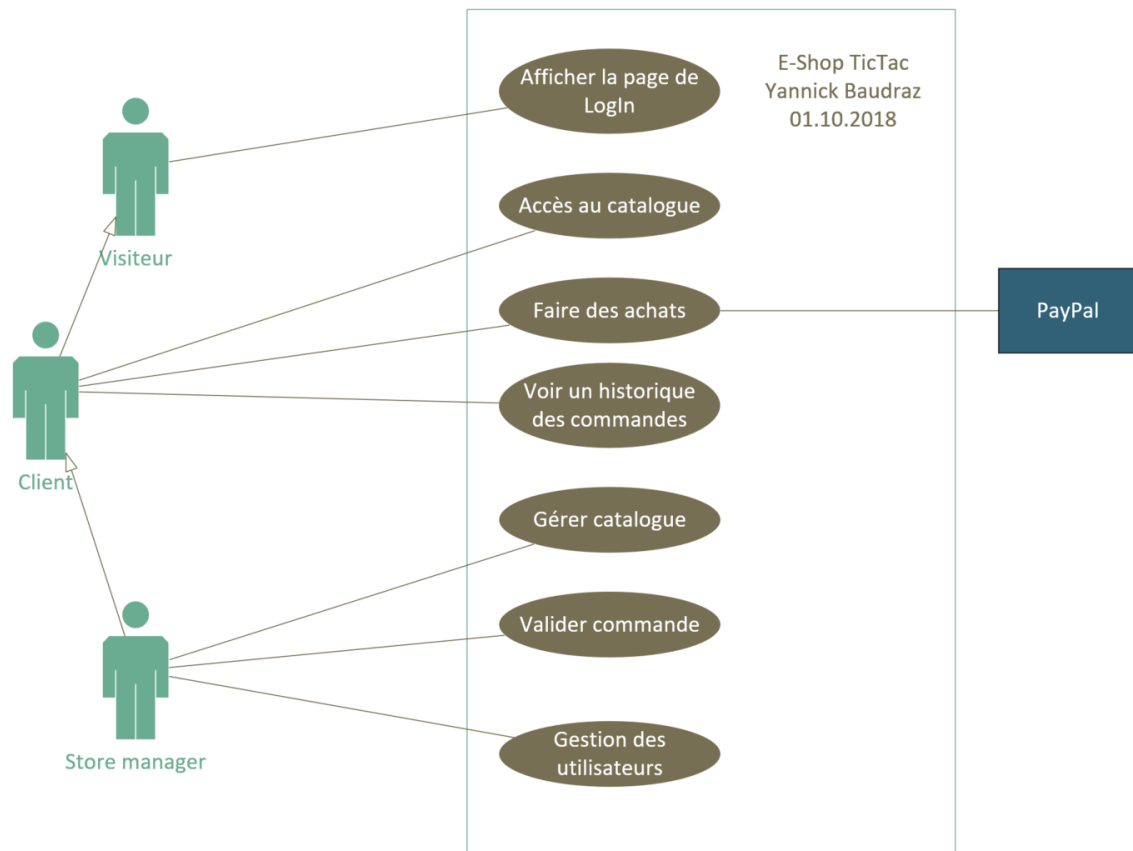 E-Shop TicTac
Yannick Baudraz
01.10.2018
Afficher la page de
LogIn
Visiteur
Accès au catalogue
Faire des achats
PayPal
Voir un historique
des commandes
Client
Gérer catalogue
Valider commande
Store manager
Gestion des
utilisateurs